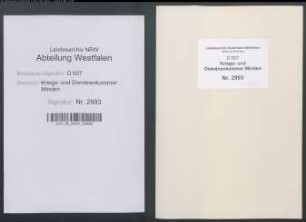 Landesarchiv NRW
Abteilung Westfalen
Bestands-Signatur: D 607
Bestand: Kriegs- und Domänenkammer
Minden
Signatur: Nr. 2993
Landesarchiv Nordrhein-Westfalen
D 607
Kriegs- und
Domänenkammer Minden
Nr. 2993